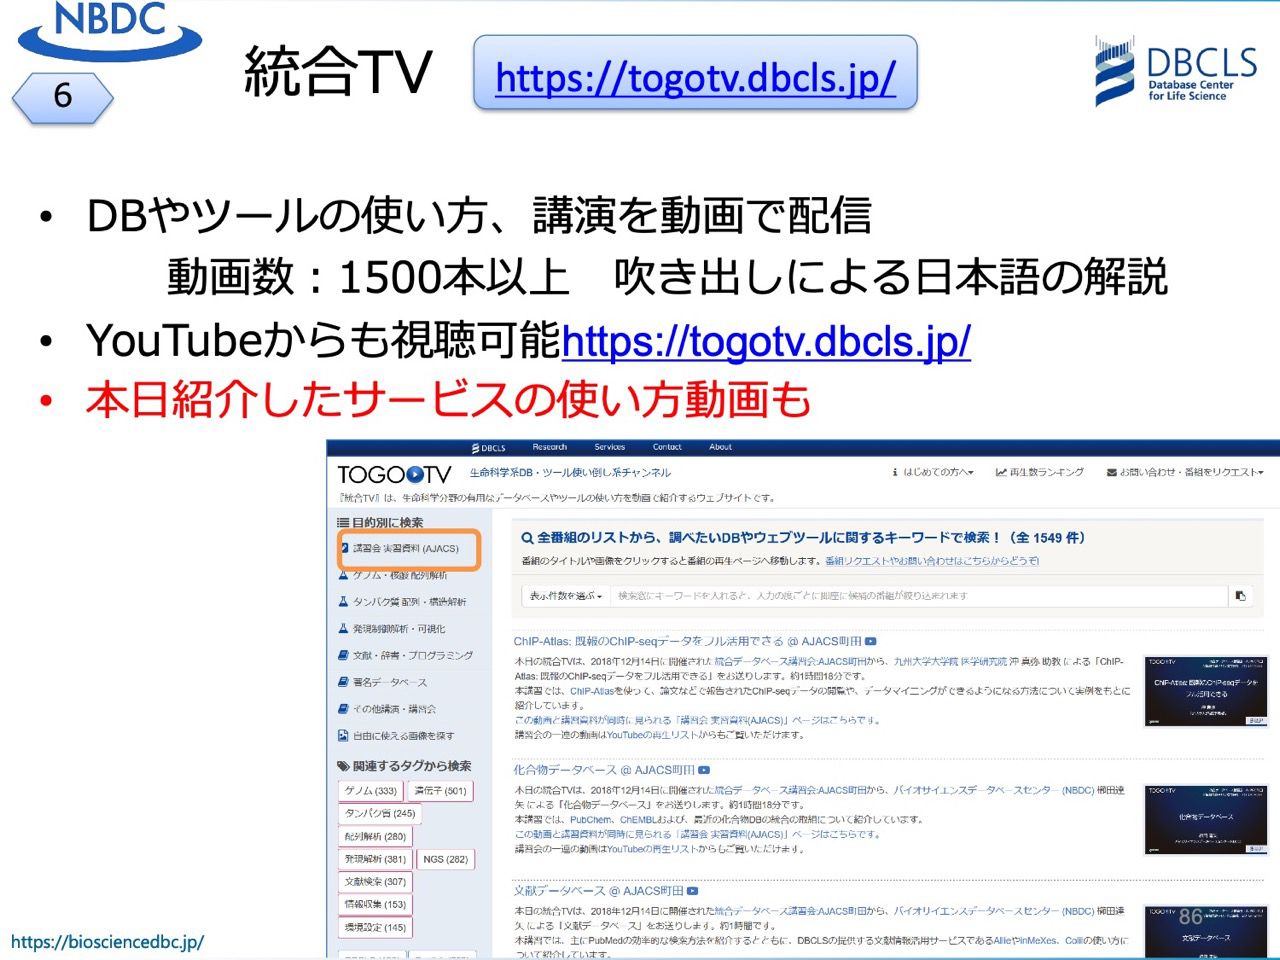 NBDC
6
統合TV
https://togotv.dbcls.jp/
DBCLS
Database Center
for Life Science
• DBやツールの使い方、講演を動画で配信
動画数：1500本以上　吹き出しによる日本語の解説
• YouTubeからも視聴可能https://togotv.dbcls.jp/
• 本日紹介したサービスの使い方動画も
DBCLS Research Services Contact About
TOGOTV 生命科学系DB・ツール使い倒し系チャンネル
はじめての方へ 再生数ランキング お問い合わせ・番組をリクエスト
『統合TV』は、生命科学分野の有用なデータベースやツールの使い方を動画で紹介するウェブサイトです。
目的別に検索
講習会 実習資料 (AJACS)
ゲノム・核酸 配列解析
タンパク質 配列・構造解析
発現制御解析・可視化
文献・辞書・プログラミング
著名データベース
その他講演・講習会
自由に使える画像を探す
関連するタグから検索
ゲノム (333) 遺伝子 (501)
タンパク質 (245)
配列解析 (280)
発現解析 (381) NGS (282)
文献検索 (307)
情報収集 (153)
環境設定 (145)
全番組のリストから、調べたいDBやウェブツールに関するキーワードで検索！（全 1549 件）
番組のタイトルや画像をクリックすると番組の再生ページへ移動します。 番組リクエストやお問い合わせはこちらからどうぞ!
表示件数を選ぶ 検索窓にキーワードを入れると、入力の度ごとに即座に候補の番組が絞り込まれます
ChIP-Atlas: 既報のChIP-seqデータをフル活用できる @ AJACS町田
本日の統合TVは、2018年12月14日に開催された統合データベース講習会:AJACS町田から、九州大学大学院 医学研究院 沖 真弥 助教 による「ChIP-
Atlas: 既報のChIP-seqデータをフル活用できる」をお送りします。約1時間18分です。
本講習では、ChIP-Atlasを使って、論文などで報告されたChIP-seqデータの閲覧や、データマイニングができるようになる方法について実例をもとに
紹介しています。
この動画と講習資料が同時に見られる「講習会 実習資料(AJACS)」ページはこちらです。
講習会の一連の動画はYouTubeの再生リストからもご覧いただけます。
TOGOTV
ChIP-Atlas: 既報のChIP-seqデータを
フル活用できる
化合物データベース @ AJACS町田
本日の統合TVは、2018年12月14日に開催された統合データベース講習会:AJACS町田から、バイオサイエンスデータベースセンター (NBDC) 櫛田達
矢 による「化合物データベース」をお送りします。約1時間18分です。
本講習では、PubChem、ChEMBLおよび、最近の化合物DBの統合の取組について紹介しています。
この動画と講習資料が同時に見られる「講習会 実習資料(AJACS)」ページはこちらです。
講習会の一連の動画はYouTubeの再生リストからもご覧いただけます。
TOGOTV
化合物データベース
文献データベース @ AJACS町田
本日の統合TVは、2018年12月14日に開催された統合データベース講習会:AJACS町田から、バイオサイエンスデータベースセンター (NBDC) 櫛田達
矢 による「文献データベース」をお送りします。約1時間です。
本講習では、主にPubMedの効率的な検索方法を紹介するとともに、DBCLSの提供する文献情報活用サービスであるAllieやinMeXes、Colilの使い方に
ついて紹介しています。
TOGOTV
文献データベース
86
https://biosciencedbc.jp/